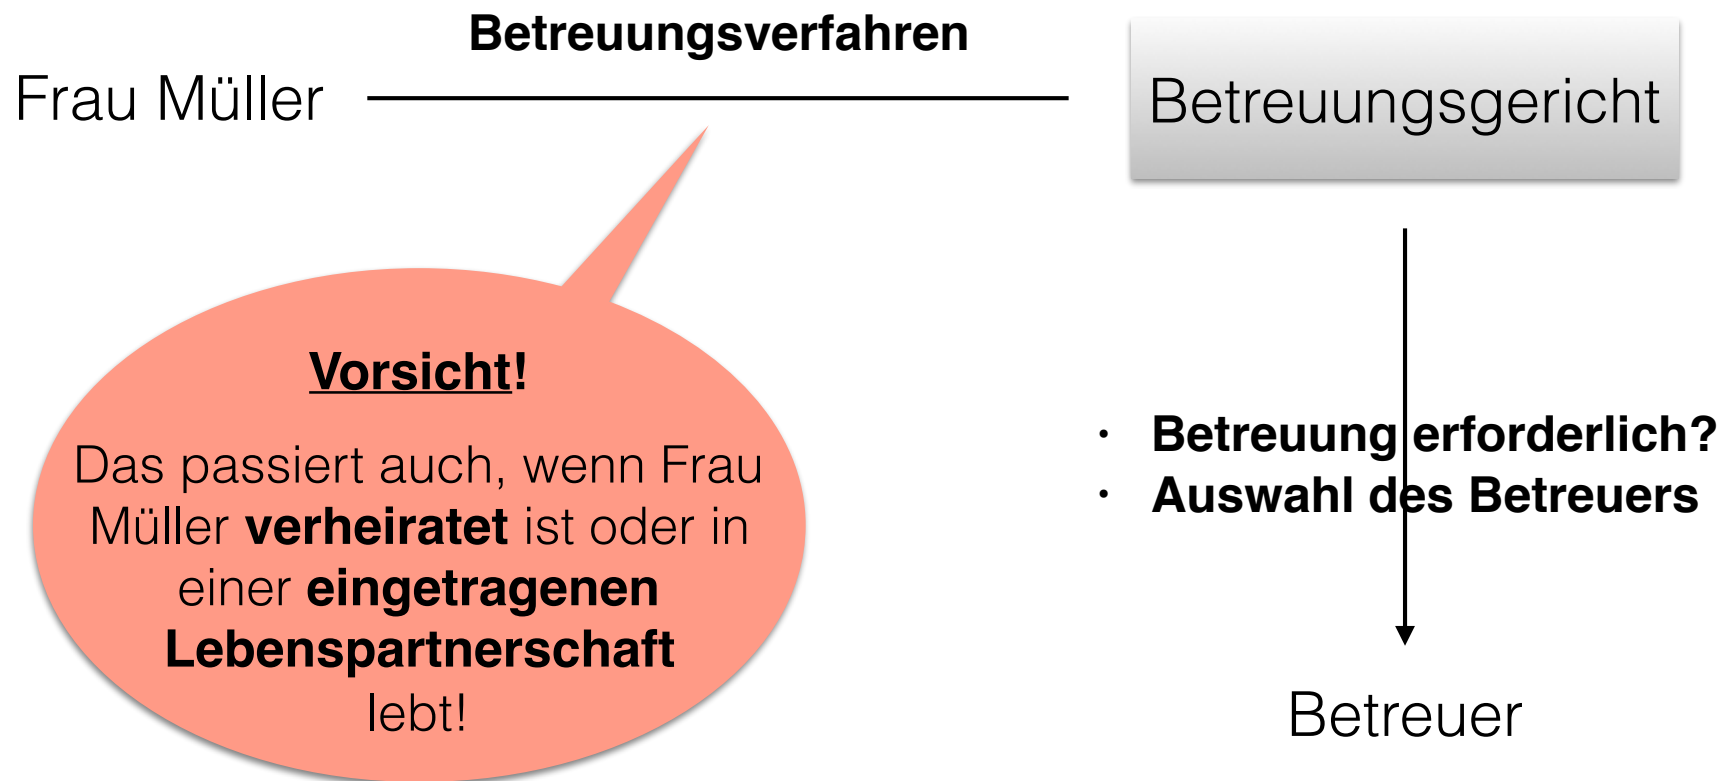 Betreuungsverfahren
Frau Müller
Betreuungsgericht
Vorsicht!
Das passiert auch, wenn Frau
Müller verheiratet ist oder in
einer eingetragenen
Lebenspartnerschaft
lebt!
· Betreuung erforderlich?
· Auswahl des Betreuers
Betreuer